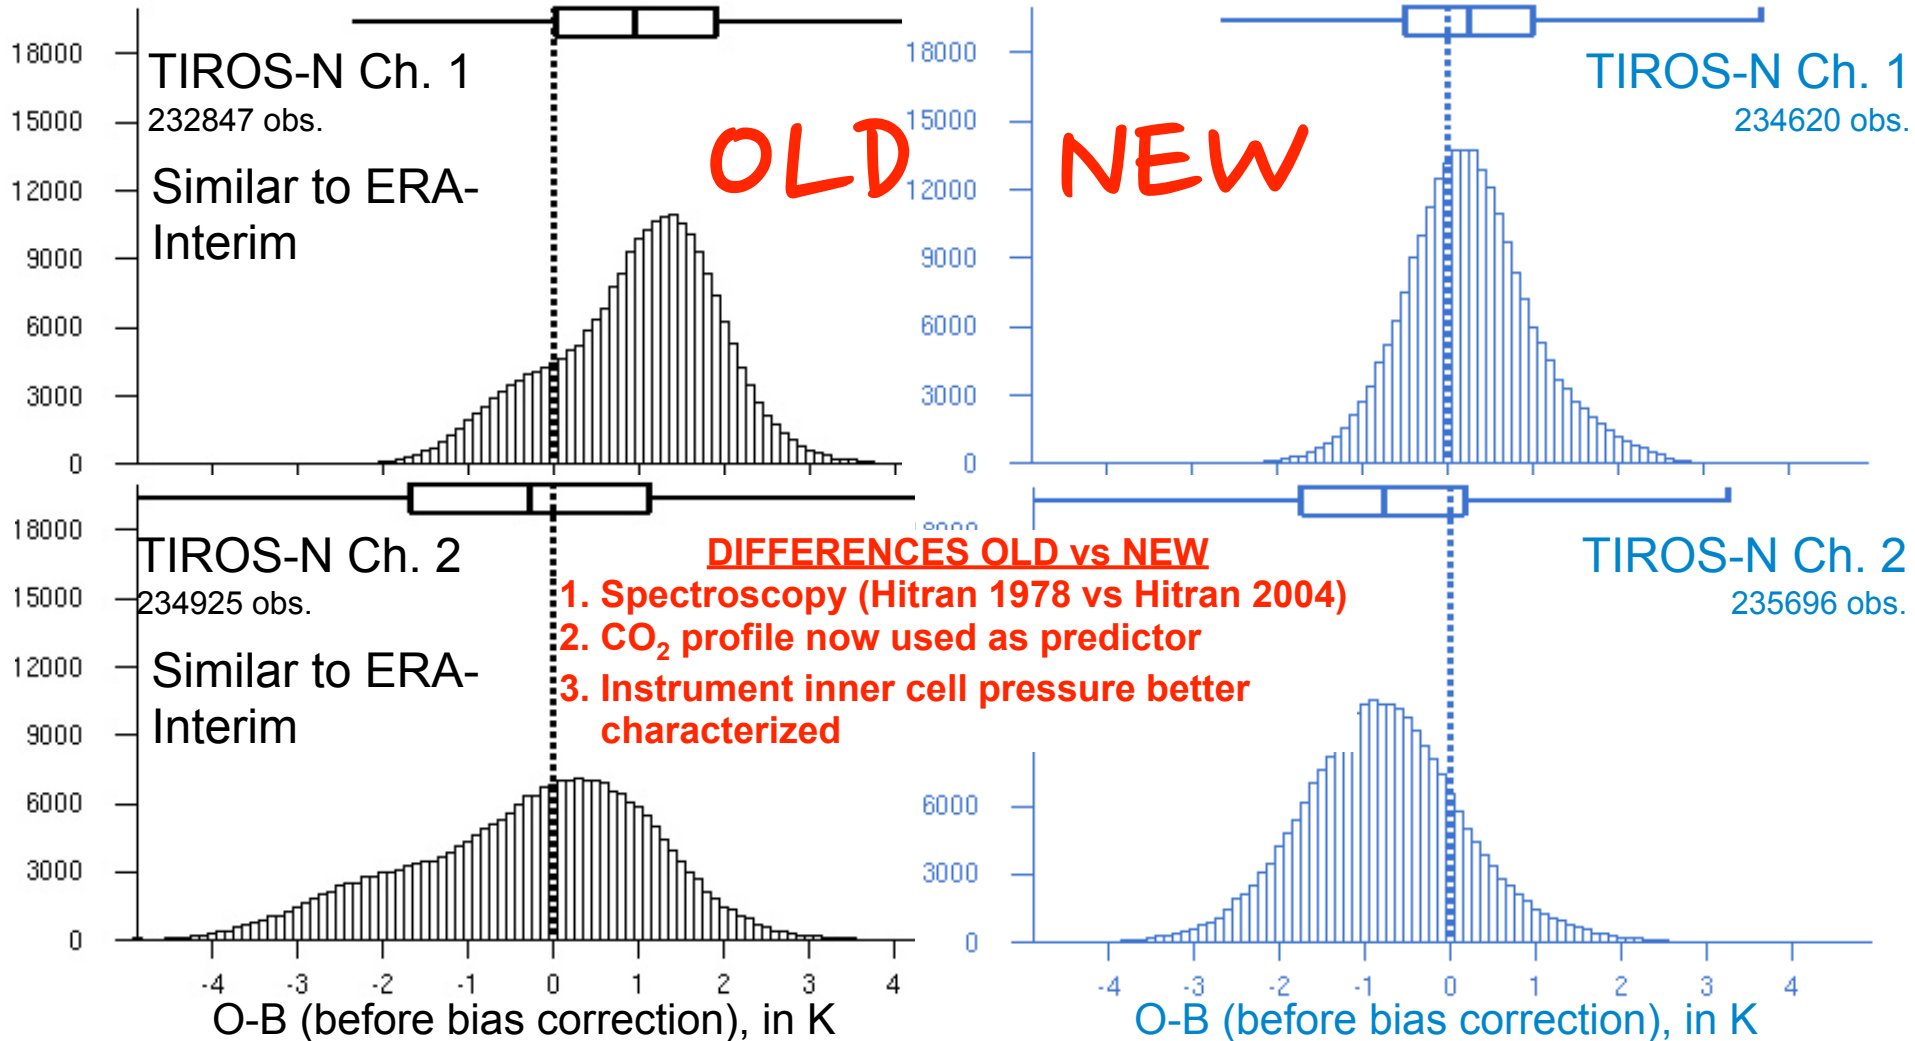 18000
15000
12000
9000
6000
3000
0
TIROS-N Ch. 1
232847 obs.
Similar to ERA-
Interim
OLD
18000
15000
12000
9000
6000
3000
0
NEW
TIROS-N Ch. 1
234620 obs.
18000
15000
12000
9000
6000
3000
0
TIROS-N Ch. 2
234925 obs.
Similar to ERA-
Interim
DIFFERENCES OLD vs NEW
1. Spectroscopy (Hitran 1978 vs Hitran 2004)
2. CO₂ profile now used as predictor
3. Instrument inner cell pressure better
characterized
TIROS-N Ch. 2
235696 obs.
6000
3000
0
-4 -3 -2 -1 0 1 2 3 4
O-B (before bias correction), in K
-4 -3 -2 -1 0 1 2 3 4
O-B (before bias correction), in K